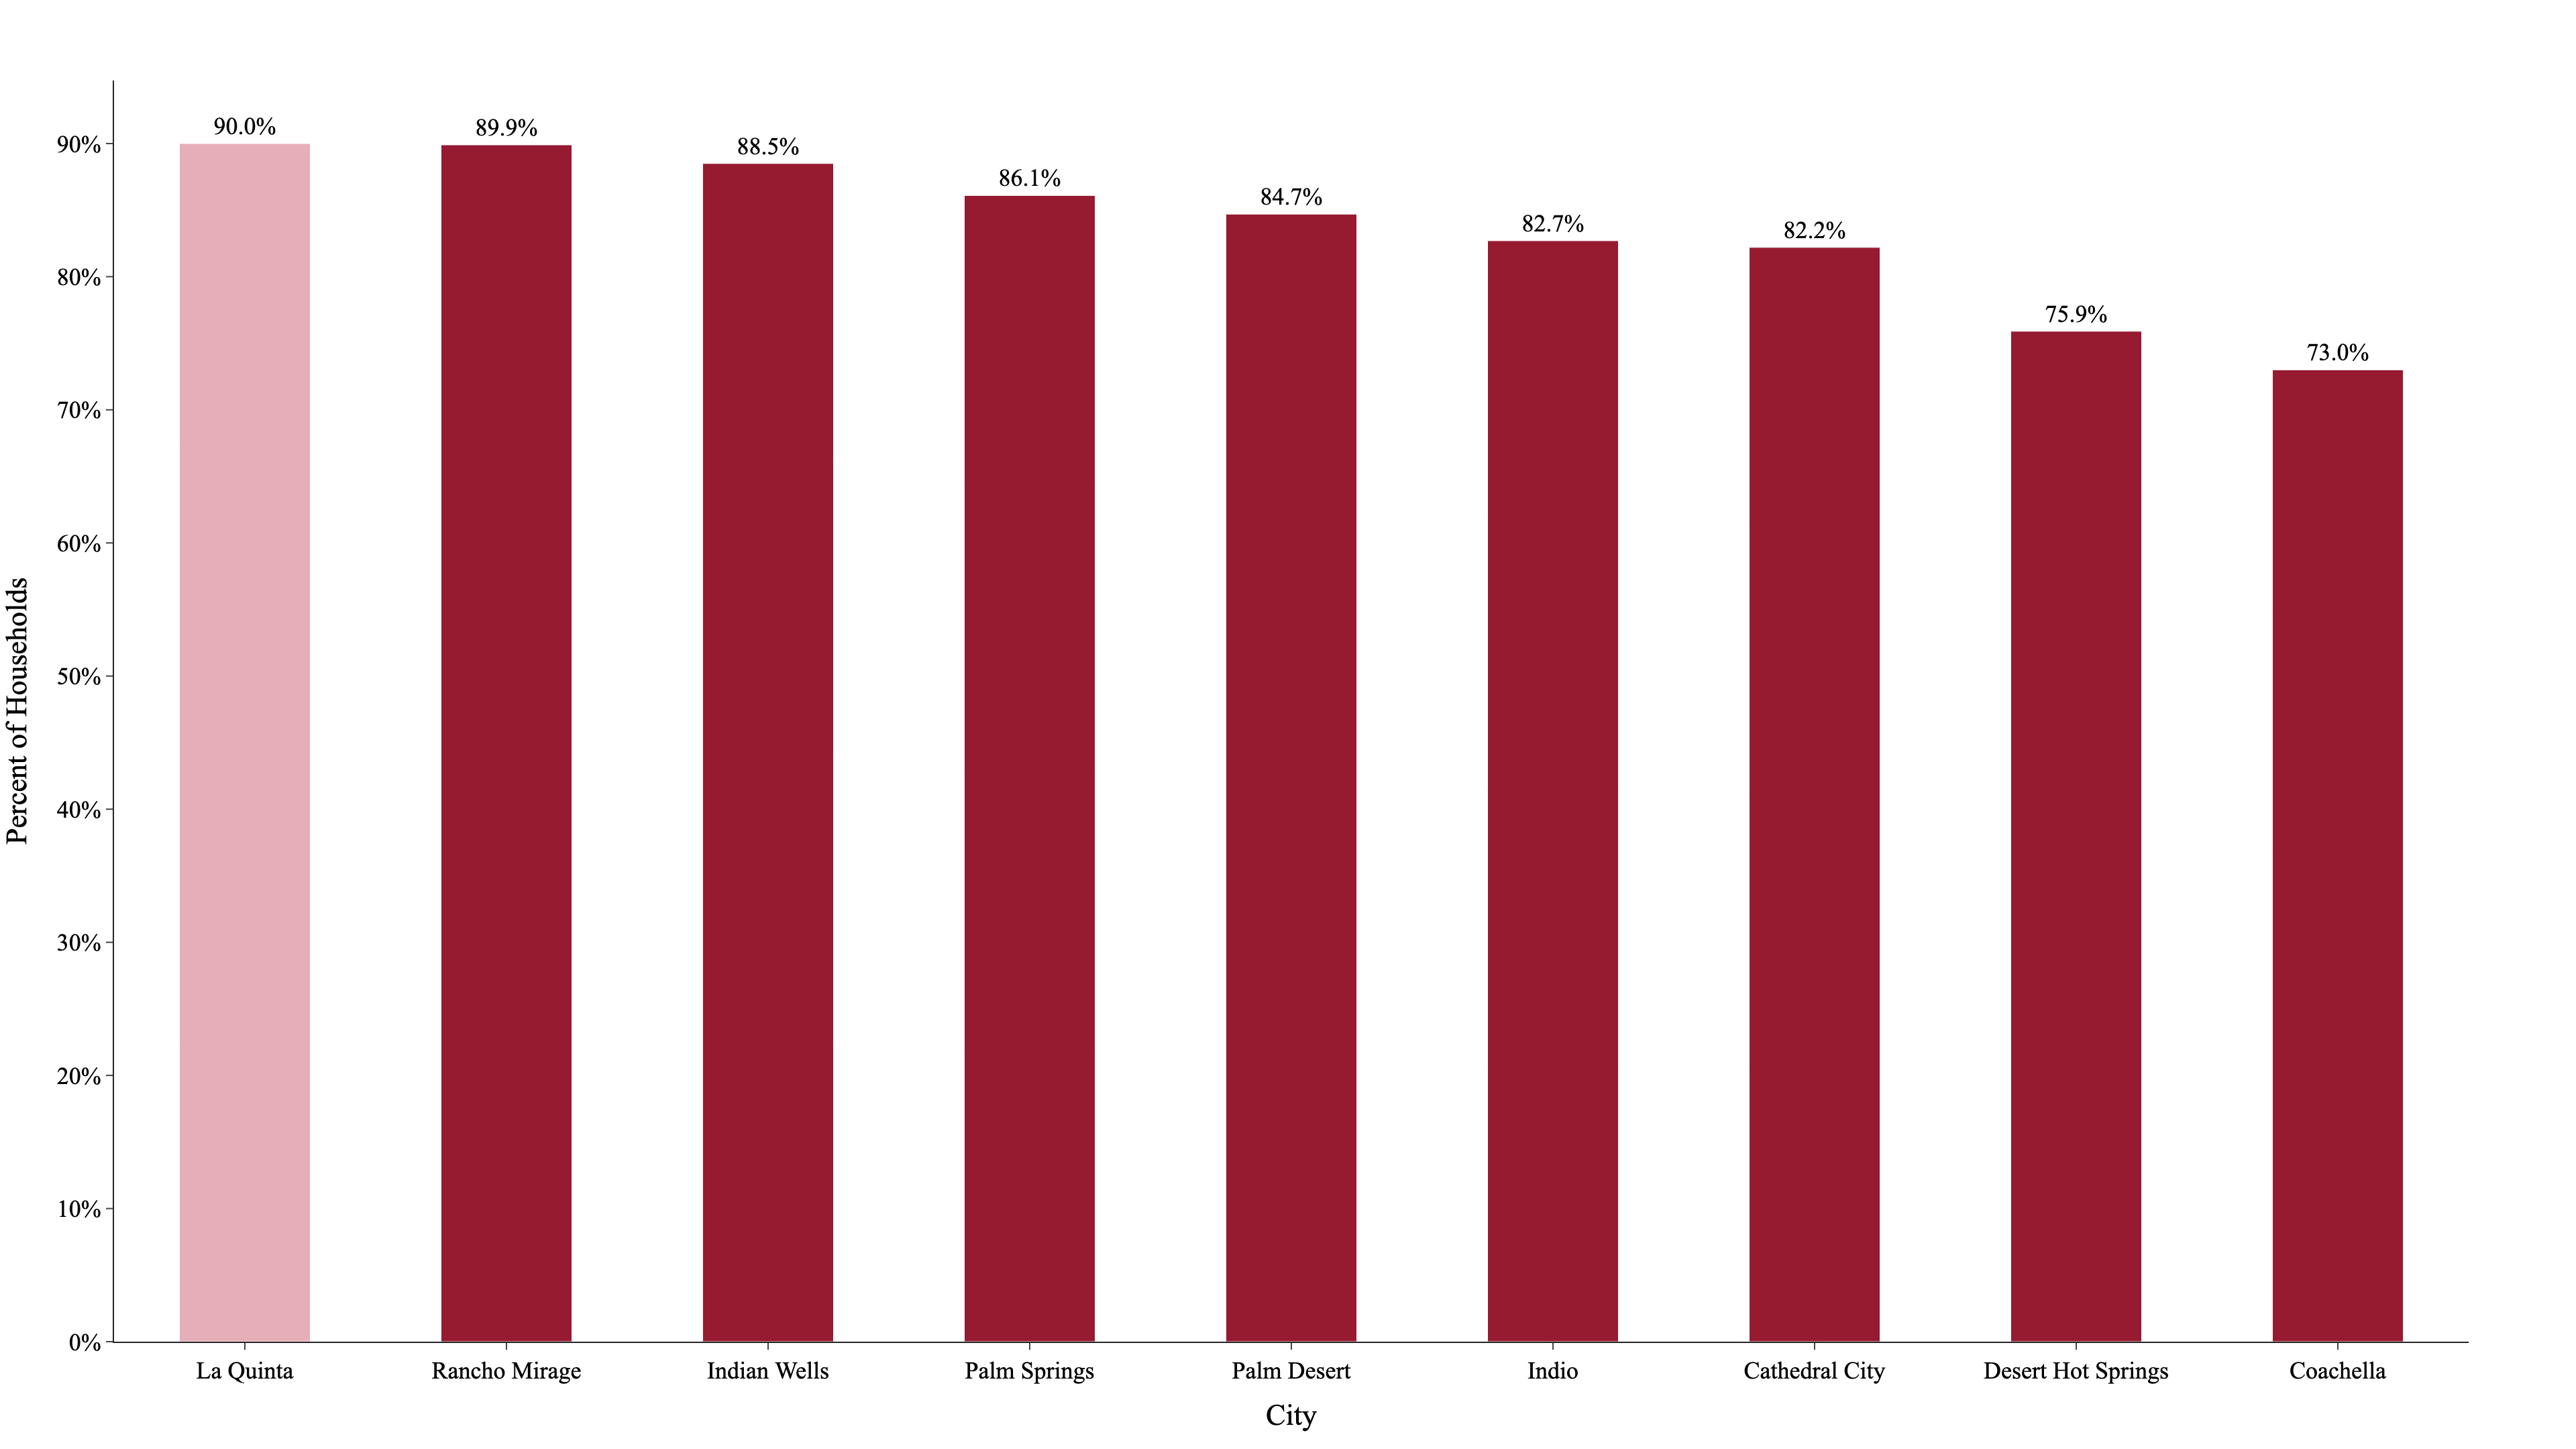 90.0%
89.9%
88.5%
86.1%
84.7%
82.7%
82.2%
75.9%
73.0%
90%
80%
70%
60%
50%
40%
30%
20%
10%
0%
Percent of Households
La Quinta
Rancho Mirage
Indian Wells
Palm Springs
Palm Desert
Indio
Cathedral City
Desert Hot Springs
Coachella
City